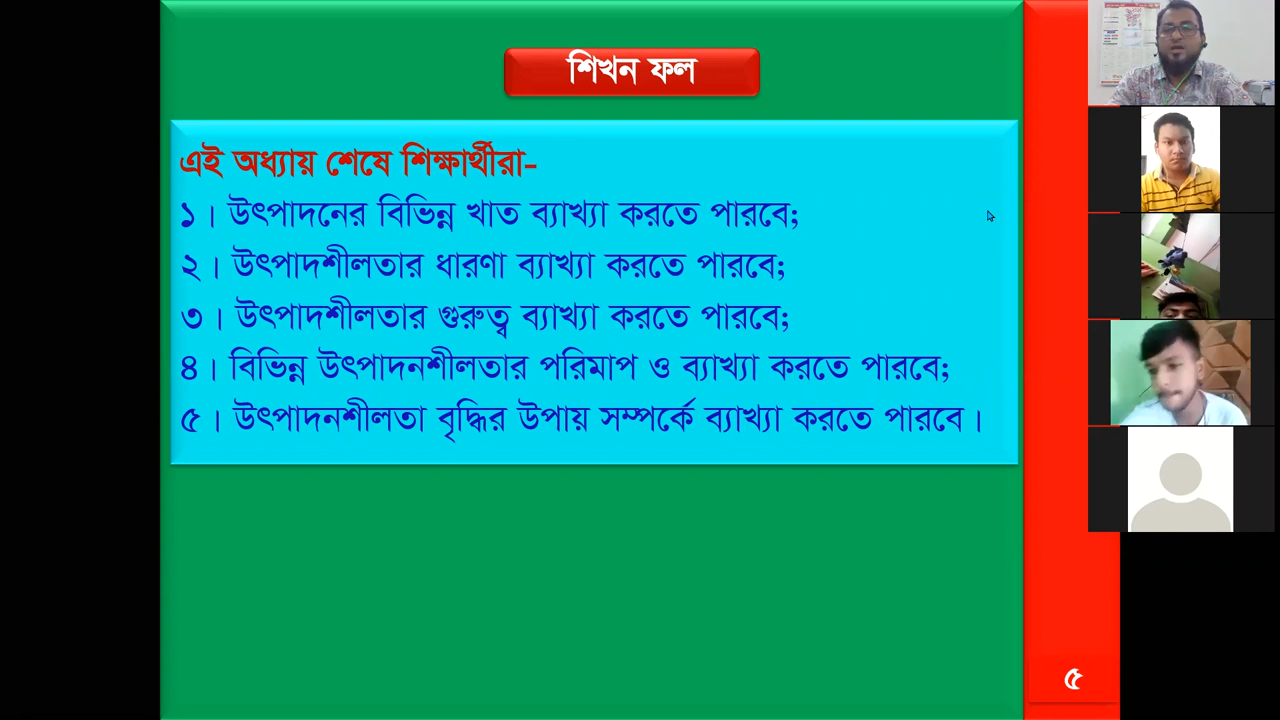 শিখন ফল
এই অধ্যায় শেষে শিক্ষার্থীরা-
১। উৎপাদনের বিভিন্ন খাত ব্যাখ্যা করতে পারবে;
২। উৎপাদশীলতার ধারণা ব্যাখ্যা করতে পারবে;
৩। উৎপাদশীলতার গুরুত্ব ব্যাখ্যা করতে পারবে;
৪। বিভিন্ন উৎপাদনশীলতার পরিমাপ ও ব্যাখ্যা করতে পারবে;
৫। উৎপাদনশীলতা বৃদ্ধির উপায় সম্পর্কে ব্যাখ্যা করতে পারবে।
৫